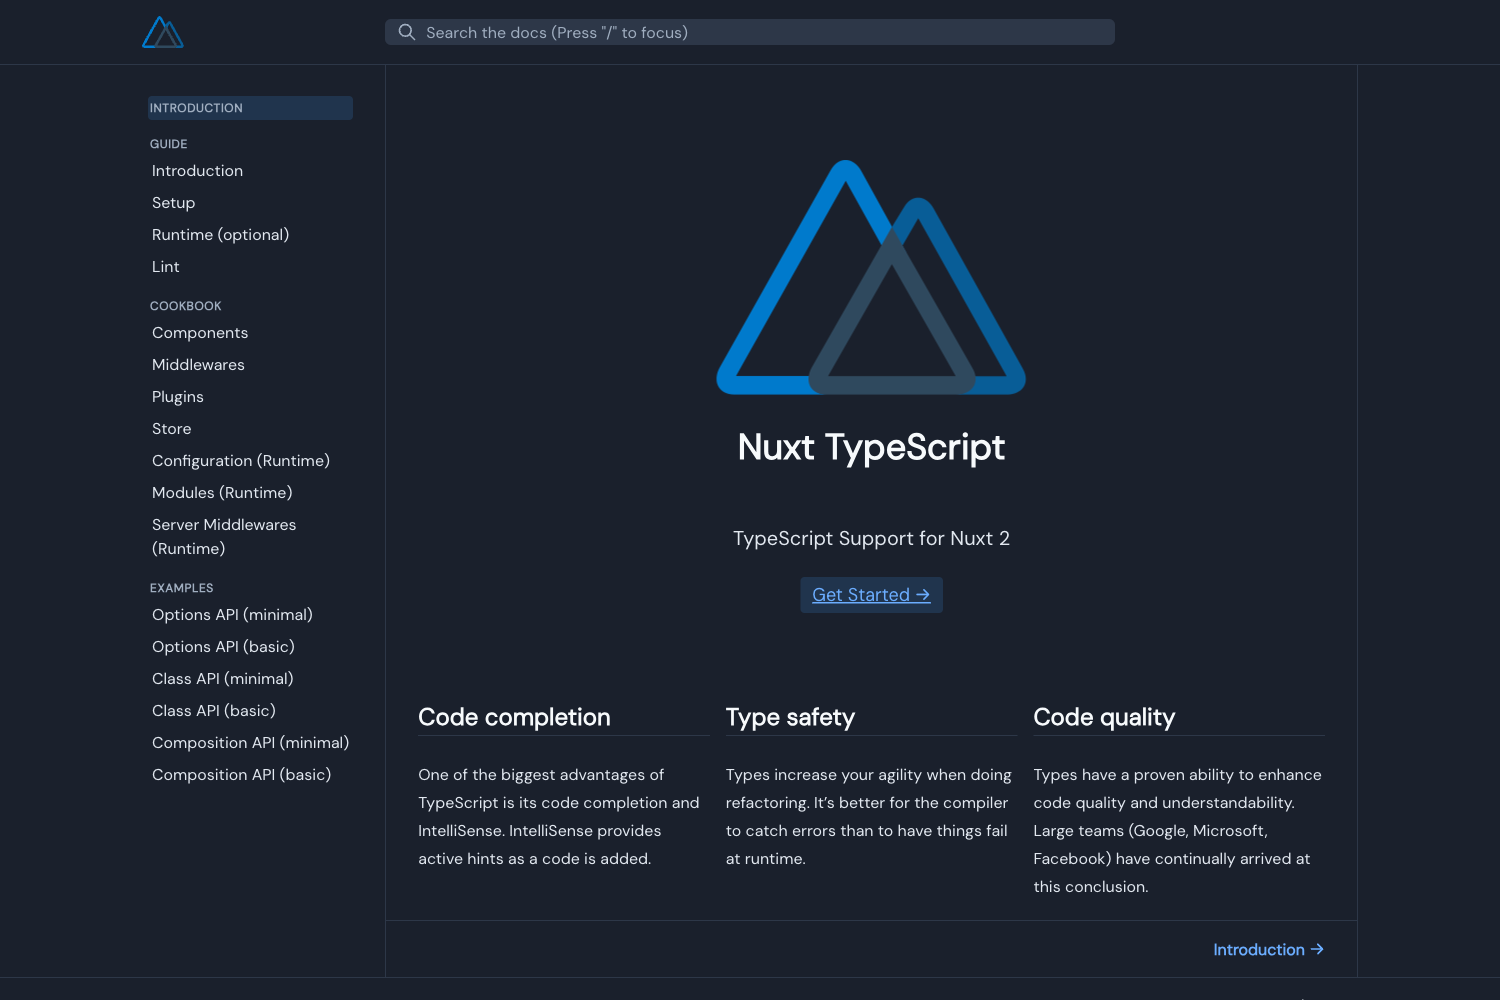 Search the docs (Press "/" to focus)
INTRODUCTION
GUIDE
Introduction
Setup
Runtime (optional)
Lint
COOKBOOK
Components
Middlewares
Plugins
Store
Configuration (Runtime)
Modules (Runtime)
Server Middlewares
(Runtime)
EXAMPLES
Options API (minimal)
Options API (basic)
Class API (minimal)
Class API (basic)
Composition API (minimal)
Composition API (basic)
Nuxt TypeScript
TypeScript Support for Nuxt 2
Get Started →
Code completion
One of the biggest advantages of
TypeScript is its code completion and
IntelliSense. IntelliSense provides
active hints as a code is added.
Type safety
Types increase your agility when doing
refactoring. It’s better for the compiler
to catch errors than to have things fail
at runtime.
Code quality
Types have a proven ability to enhance
code quality and understandability.
Large teams (Google, Microsoft,
Facebook) have continually arrived at
this conclusion.
Introduction →